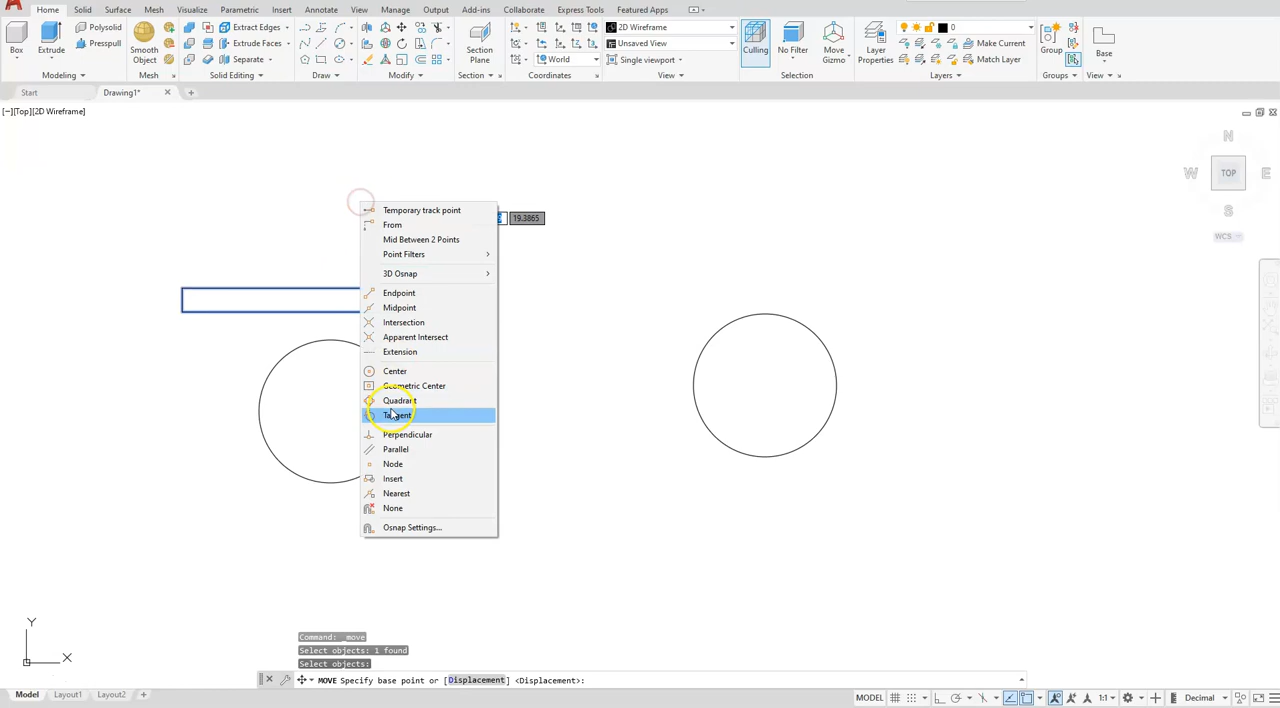 Home Solid Surface Mesh Visualize Parametric Insert Annotate View Manage Output Add-ins Collaborate Express Tools Featured Apps
Box Extrude Polysolid Presspull Smooth Object Extract Edges Extrude Faces Separate Section Plane World 2D Wireframe Unsaved View Single viewport Culling No Filter Move Gizmo Layer Properties 0 Make Current Match Layer Group Base
Modeling Mesh Solid Editing Draw Modify Section Coordinates View Selection Layers Groups View
Start Drawing1*
[−][Top][2D Wireframe]
N
W TOP E
S
WCS
Temporary track point
19.3865
From
Mid Between 2 Points
Point Filters
3D Osnap
Endpoint
Midpoint
Intersection
Apparent Intersect
Extension
Center
Geometric Center
Quadrant
Tangent
Perpendicular
Parallel
Node
Insert
Nearest
None
Osnap Settings...
Y
X
Command: _move
Select objects: 1 found
Select objects:
MOVE Specify base point or [Displacement] <Displacement>:
Model Layout1 Layout2 MODEL 1:1 Decimal